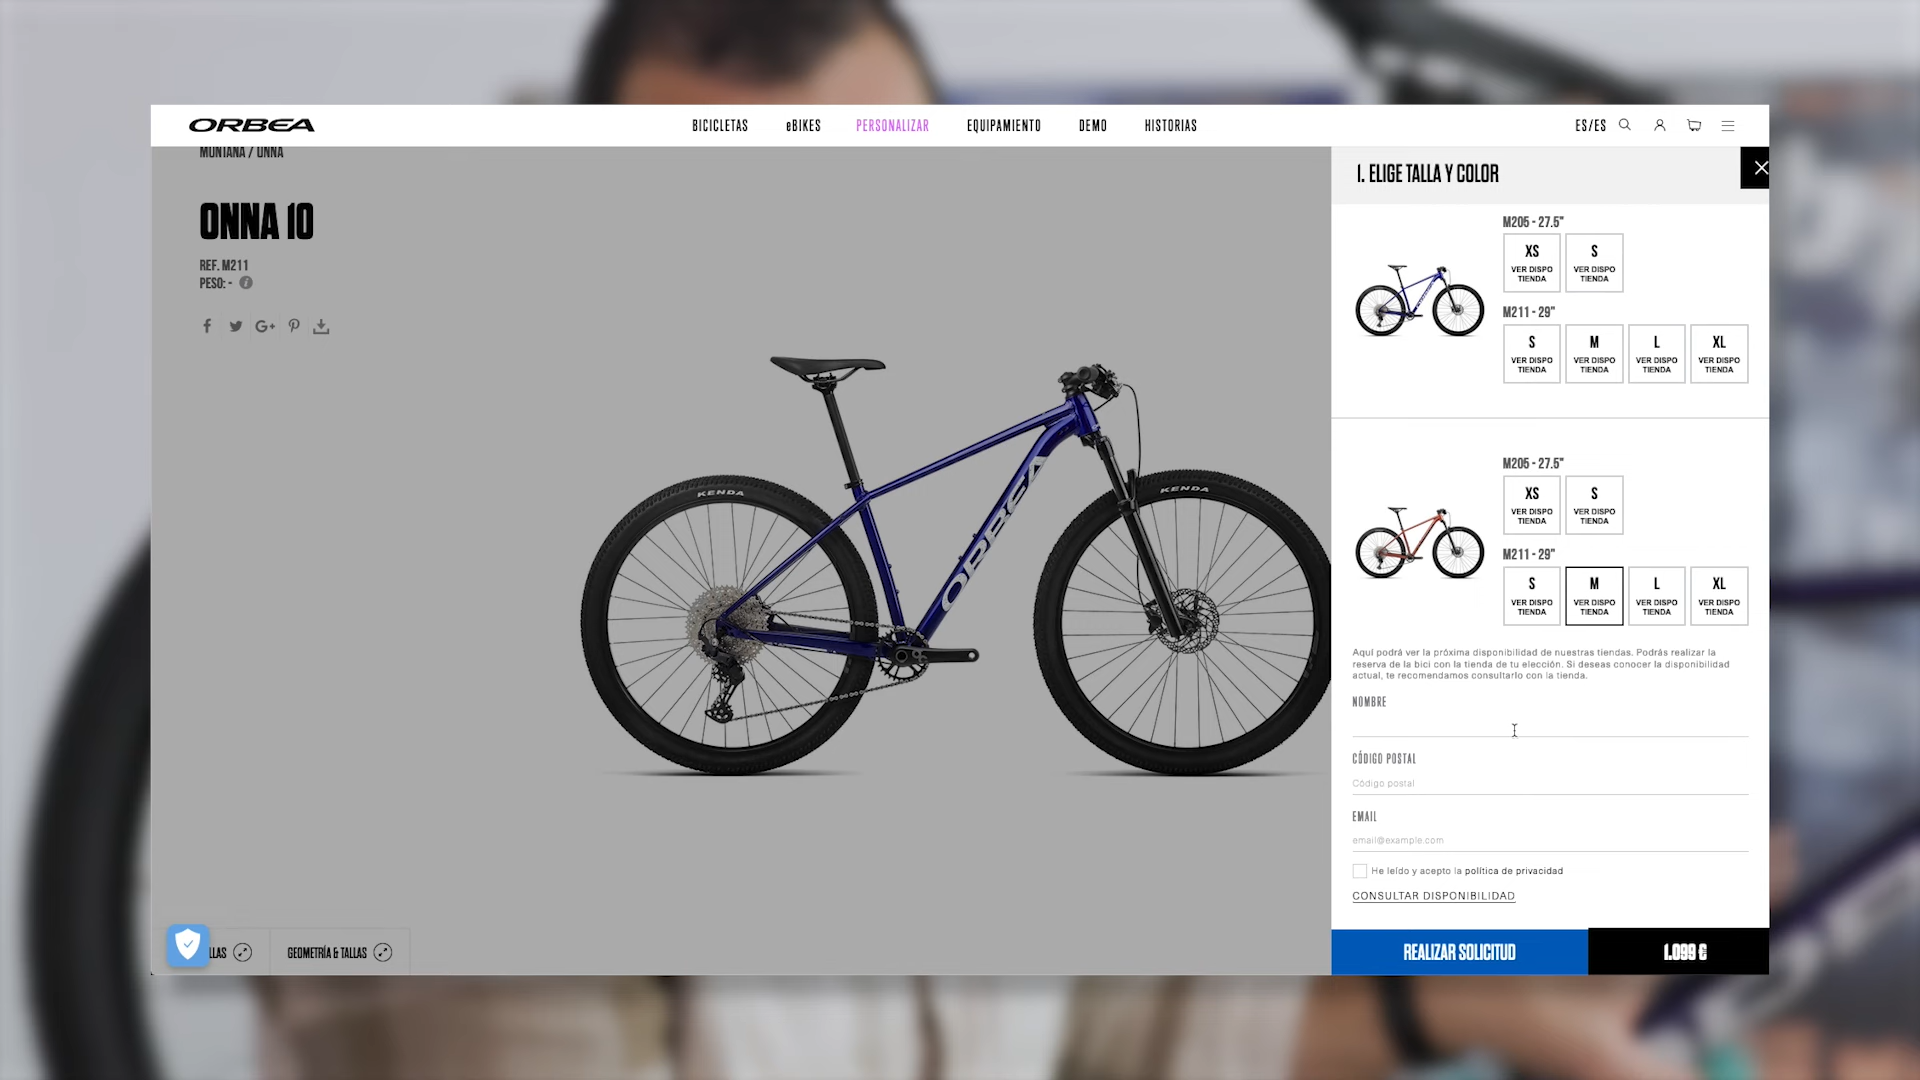 ORBEA
BICICLETAS
eBIKES
PERSONALIZAR
EQUIPAMIENTO
DEMO
HISTORIAS
ES/ES
MONTAÑA / ONNA
ONNA 10
REF. M211
PESO: -
KENDA
KENDA
ORBEA
LLAS
GEOMETRÍA & TALLAS
1. ELIGE TALLA Y COLOR
M205 - 27.5"
XS
VER DISPO
TIENDA
S
VER DISPO
TIENDA
M211 - 29"
S
VER DISPO
TIENDA
M
VER DISPO
TIENDA
L
VER DISPO
TIENDA
XL
VER DISPO
TIENDA
M205 - 27.5"
XS
VER DISPO
TIENDA
S
VER DISPO
TIENDA
M211 - 29"
S
VER DISPO
TIENDA
M
VER DISPO
TIENDA
L
VER DISPO
TIENDA
XL
VER DISPO
TIENDA
Aquí podrá ver la próxima disponibilidad de nuestras tiendas. Podrás realizar la
reserva de la bici con la tienda de tu elección. Si deseas conocer la disponibilidad
actual, te recomendamos consultarlo con la tienda.
NOMBRE
CÓDIGO POSTAL
Código postal
EMAIL
email@example.com
He leído y acepto la política de privacidad
CONSULTAR DISPONIBILIDAD
REALIZAR SOLICITUD
1.099 €